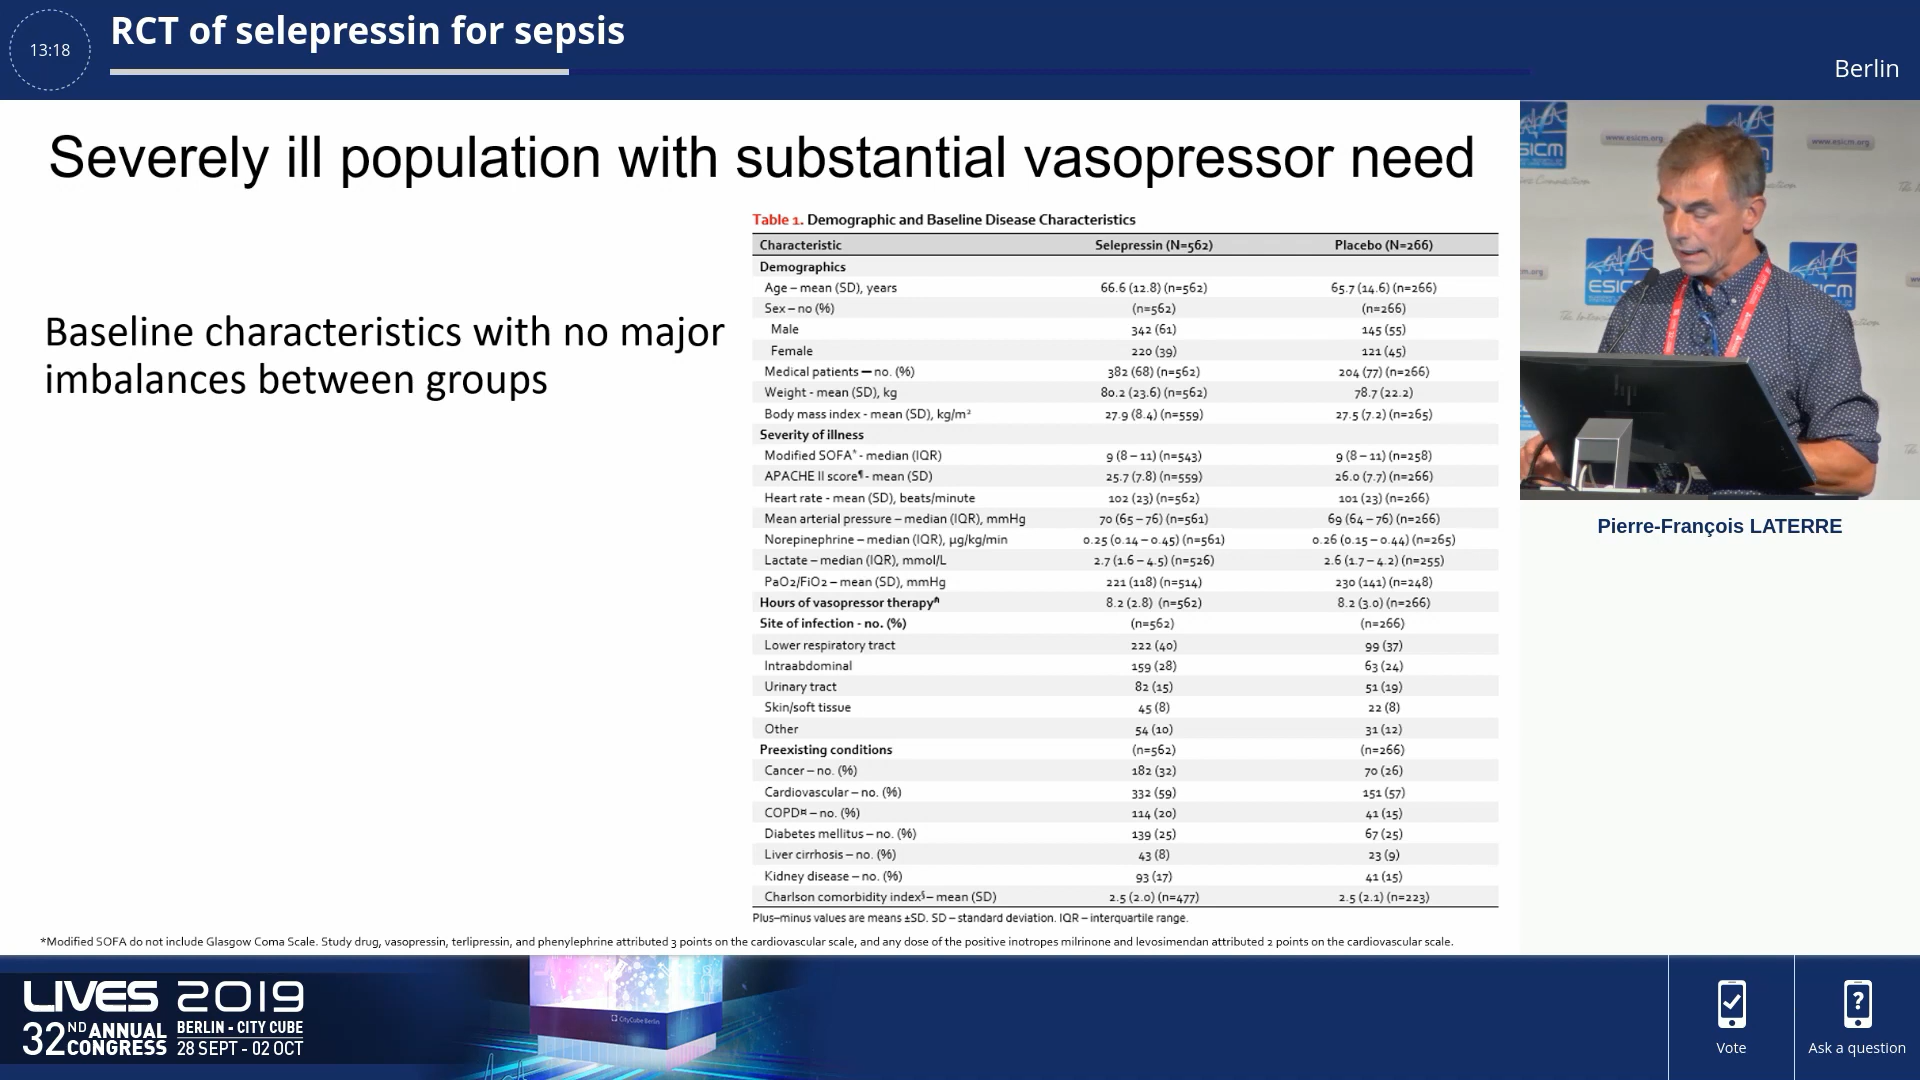 13:18
RCT of selepressin for sepsis
Berlin
Severely ill population with substantial vasopressor need
Baseline characteristics with no major
imbalances between groups
Table 1. Demographic and Baseline Disease Characteristics
Characteristic Selepressin (N=562) Placebo (N=266)
Demographics
Age – mean (SD), years 66.6 (12.8) (n=562) 65.7 (14.6) (n=266)
Sex – no (%) (n=562) (n=266)
Male 342 (61) 145 (55)
Female 220 (39) 121 (45)
Medical patients – no. (%) 382 (68) (n=562) 204 (77) (n=266)
Weight - mean (SD), kg 80.2 (23.6) (n=562) 78.7 (22.2)
Body mass index - mean (SD), kg/m² 27.9 (8.4) (n=559) 27.5 (7.2) (n=265)
Severity of illness
Modified SOFA* - median (IQR) 9 (8 – 11) (n=543) 9 (8 – 11) (n=258)
APACHE II score¶ - mean (SD) 25.7 (7.8) (n=559) 26.0 (7.7) (n=266)
Heart rate - mean (SD), beats/minute 102 (23) (n=562) 101 (23) (n=266)
Mean arterial pressure – median (IQR), mmHg 70 (65 – 76) (n=561) 69 (64 – 76) (n=266)
Norepinephrine – median (IQR), µg/kg/min 0.25 (0.14 – 0.45) (n=561) 0.26 (0.15 – 0.44) (n=265)
Lactate – median (IQR), mmol/L 2.7 (1.6 – 4.5) (n=526) 2.6 (1.7 – 4.2) (n=255)
PaO2/FiO2 – mean (SD), mmHg 221 (118) (n=514) 230 (141) (n=248)
Hours of vasopressor therapy 8.2 (2.8) (n=562) 8.2 (3.0) (n=266)
Site of infection - no. (%) (n=562) (n=266)
Lower respiratory tract 222 (40) 99 (37)
Intraabdominal 159 (28) 63 (24)
Urinary tract 82 (15) 51 (19)
Skin/soft tissue 45 (8) 22 (8)
Other 54 (10) 31 (12)
Preexisting conditions (n=562) (n=266)
Cancer – no. (%) 182 (32) 70 (26)
Cardiovascular – no. (%) 332 (59) 151 (57)
COPD¤ – no. (%) 114 (20) 41 (15)
Diabetes mellitus – no. (%) 139 (25) 67 (25)
Liver cirrhosis – no. (%) 43 (8) 23 (9)
Kidney disease – no. (%) 93 (17) 41 (15)
Charlson comorbidity index§ – mean (SD) 2.5 (2.0) (n=477) 2.5 (2.1) (n=223)
Plus–minus values are means ±SD. SD – standard deviation. IQR – interquartile range.
*Modified SOFA do not include Glasgow Coma Scale. Study drug, vasopressin, terlipressin, and phenylephrine attributed 3 points on the cardiovascular scale, and any dose of the positive inotropes milrinone and levosimendan attributed 2 points on the cardiovascular scale.
www.esicm.org
www.esicm.org
ESICM
Pierre-François LATERRE
LIVES 2019
32ND ANNUAL CONGRESS
BERLIN - CITY CUBE
28 SEPT - 02 OCT
CityCube Berlin
Vote
Ask a question